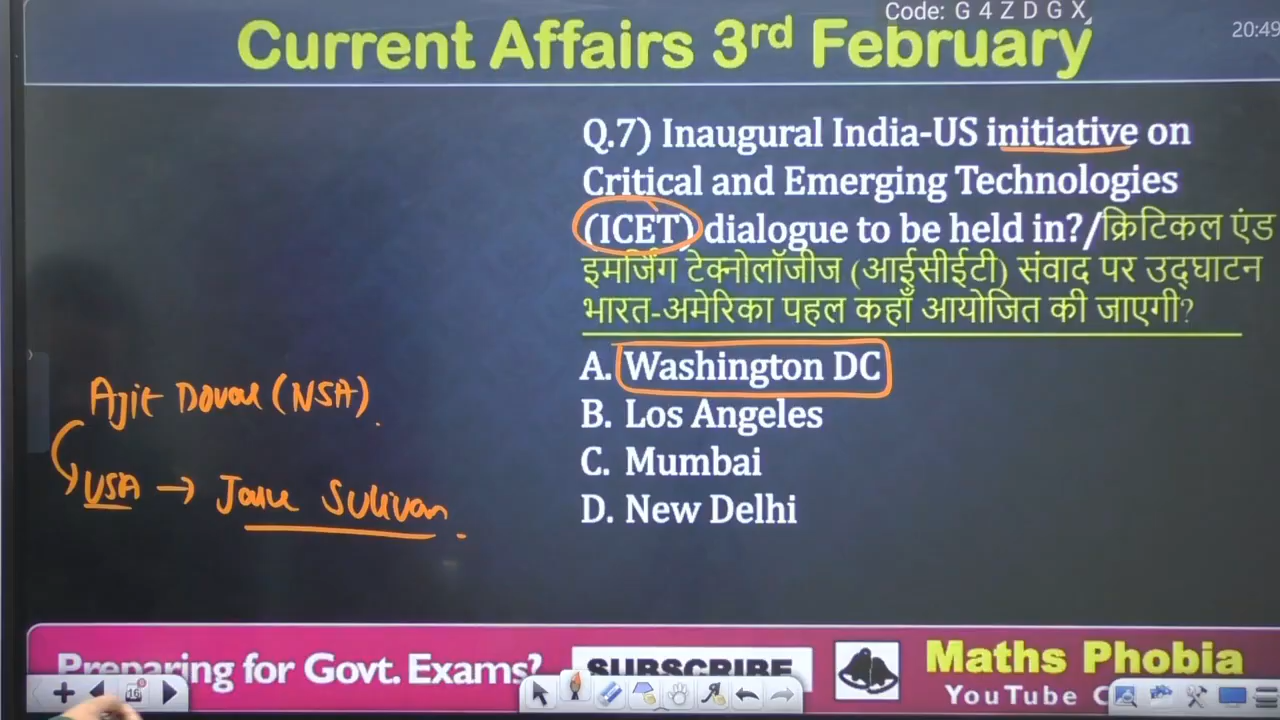 Code: G 4 Z D G X
20:49
Current Affairs 3rd February
Q.7) Inaugural India-US initiative on
Critical and Emerging Technologies
(ICET) dialogue to be held in?/क्रिटिकल एंड
इमर्जिंग टेक्नोलॉजीज (आईसीईटी) संवाद पर उद्घाटन
भारत-अमेरिका पहल कहाँ आयोजित की जाएगी?
A. Washington DC
B. Los Angeles
C. Mumbai
D. New Delhi
Ajit Doval (NSA)
USA → Jake Sulivan
Preparing for Govt. Exams?
SUBSCRIBE
Maths Phobia
YouTube C
16